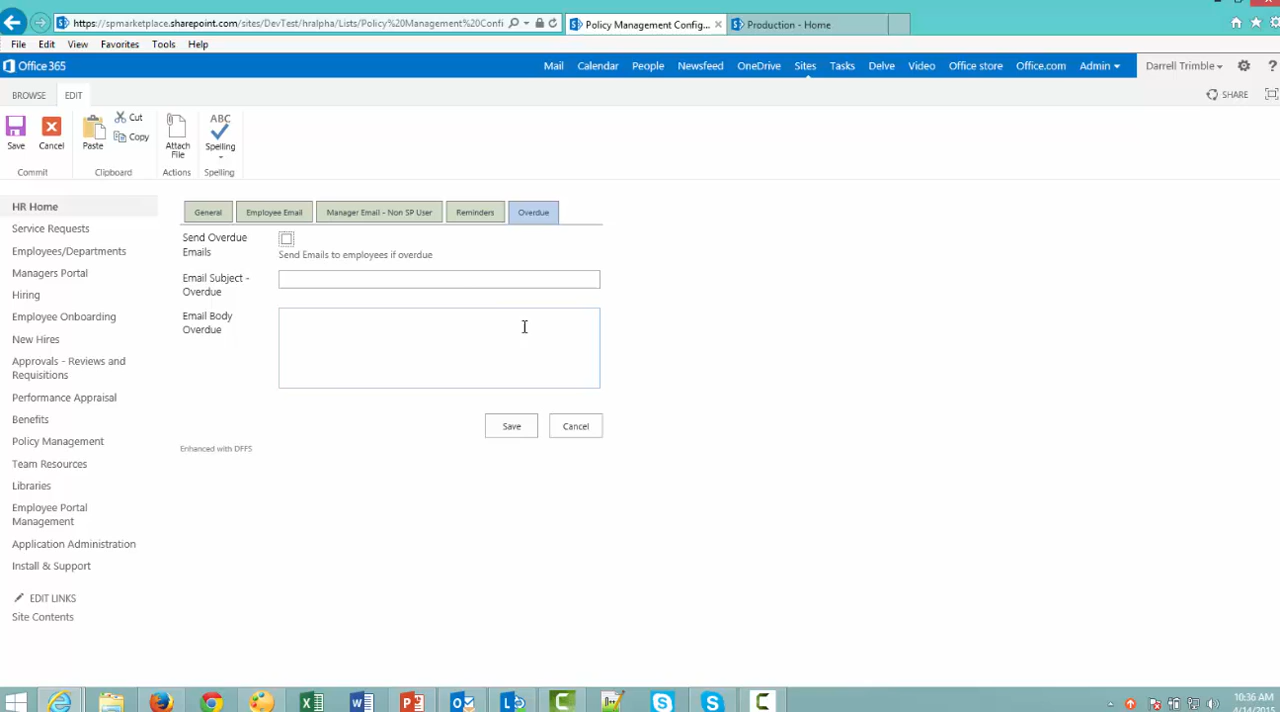 https://spmarketplace.sharepoint.com/sites/DevTest/hralpha/Lists/Policy%20Management%20Confi
Policy Management Config...
Production - Home
File Edit View Favorites Tools Help
Office 365
Mail Calendar People Newsfeed OneDrive Sites Tasks Delve Video Office store Office.com Admin
Darrell Trimble
?
BROWSE EDIT
SHARE
Save
Cancel
Paste
Cut
Copy
Attach
File
ABC
Spelling
Commit
Clipboard
Actions
Spelling
HR Home
Service Requests
Employees/Departments
Managers Portal
Hiring
Employee Onboarding
New Hires
Approvals - Reviews and
Requisitions
Performance Appraisal
Benefits
Policy Management
Team Resources
Libraries
Employee Portal
Management
Application Administration
Install & Support
EDIT LINKS
Site Contents
General
Employee Email
Manager Email - Non SP User
Reminders
Overdue
Send Overdue
Emails
Send Emails to employees if overdue
Email Subject -
Overdue
Email Body
Overdue
Save
Cancel
Enhanced with DFFS
10:36 AM
4/14/2015